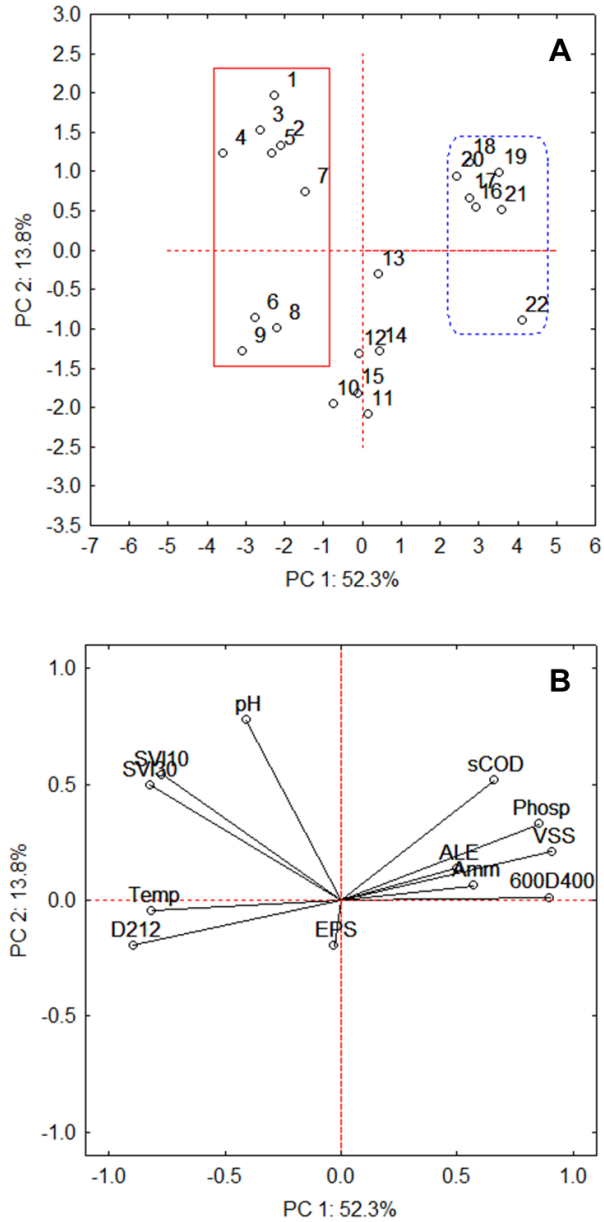 A
3.0
2.5
2.0
1.5
1.0
0.5
0.0
-0.5
-1.0
-1.5
-2.0
-2.5
-3.0
-3.5
PC 2: 13.8%
1
3
2
4
5
7
6
8
9
18
19
20
17
16
21
22
13
12
14
15
10
11
-7 -6 -5 -4 -3 -2 -1 0 1 2 3 4 5 6
PC 1: 52.3%
B
1.0
0.5
0.0
-0.5
-1.0
PC 2: 13.8%
pH
SVI10
SVI30
sCOD
Phosp
VSS
ALE
Amm
600D400
Temp
D212
EPS
-1.0 -0.5 0.0 0.5 1.0
PC 1: 52.3%